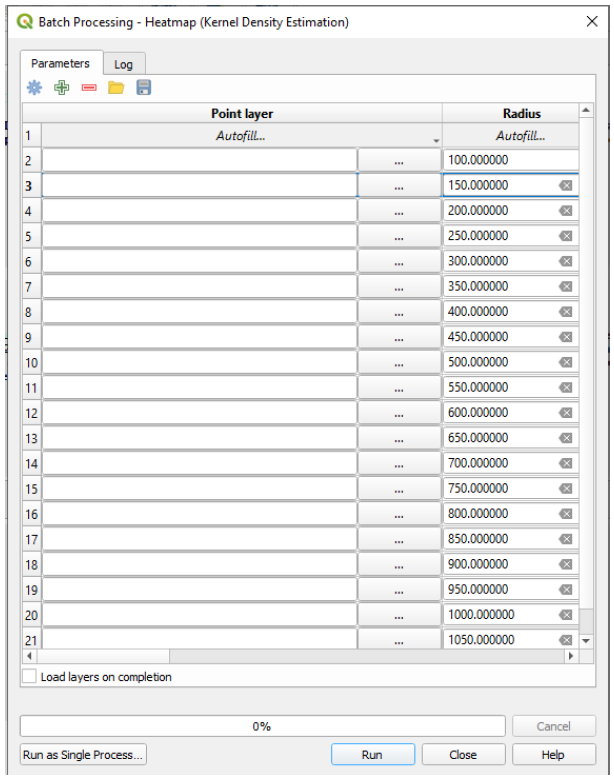 Batch Processing - Heatmap (Kernel Density Estimation)
Parameters Log
Point layer Radius
1 Autofill... Autofill...
2 ... 100.000000
3 ... 150.000000
4 ... 200.000000
5 ... 250.000000
6 ... 300.000000
7 ... 350.000000
8 ... 400.000000
9 ... 450.000000
10 ... 500.000000
11 ... 550.000000
12 ... 600.000000
13 ... 650.000000
14 ... 700.000000
15 ... 750.000000
16 ... 800.000000
17 ... 850.000000
18 ... 900.000000
19 ... 950.000000
20 ... 1000.000000
21 ... 1050.000000
Load layers on completion
0% Cancel
Run as Single Process... Run Close Help